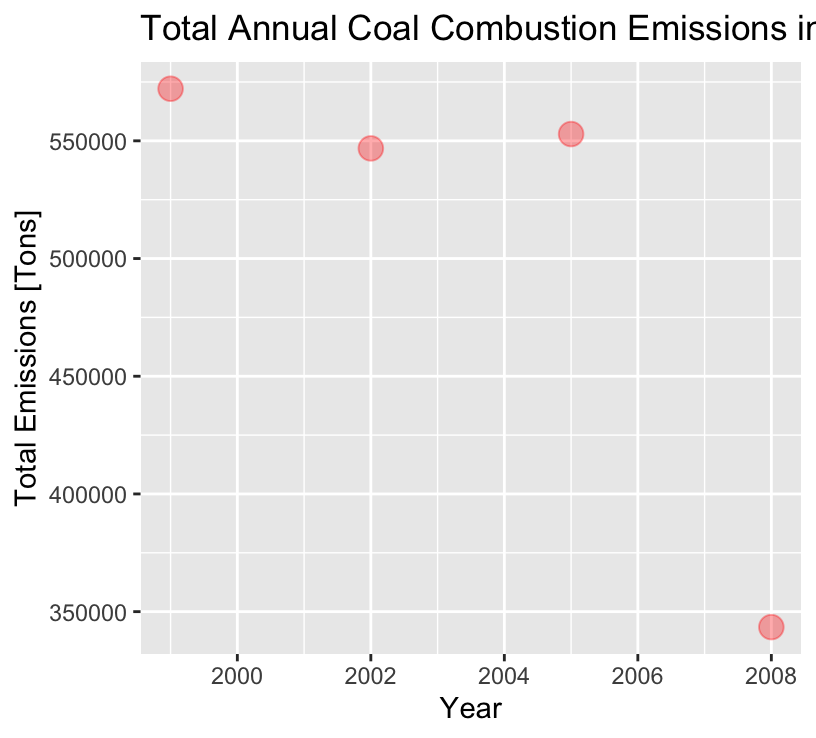 Total Annual Coal Combustion Emissions in
Total Emissions [Tons]
550000
500000
450000
400000
350000
2000 2002 2004 2006 2008
Year